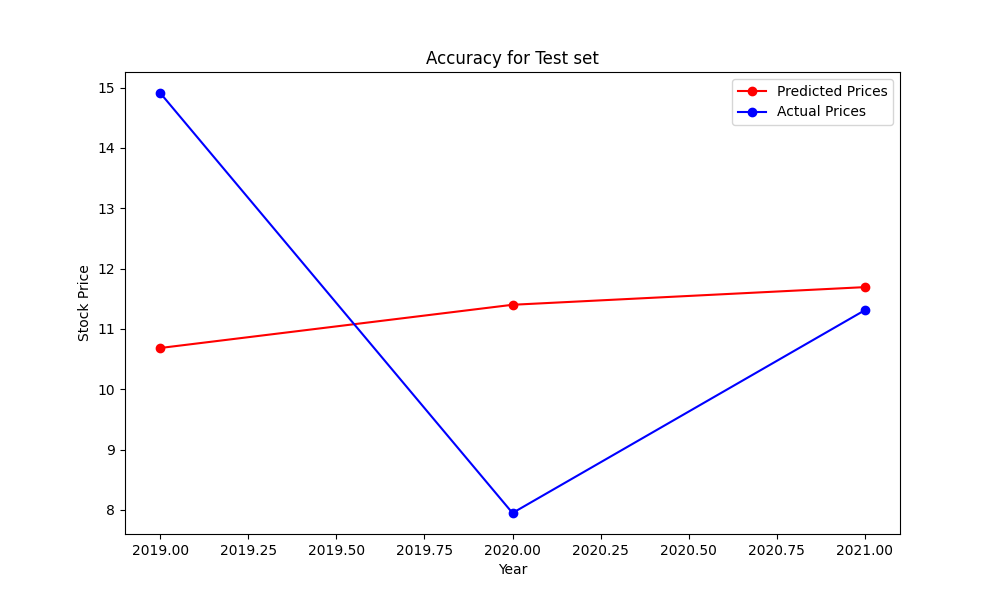 Accuracy for Test set
Predicted Prices
Actual Prices
15
14
13
12
11
10
9
8
Stock Price
2019.00 2019.25 2019.50 2019.75 2020.00 2020.25 2020.50 2020.75 2021.00
Year